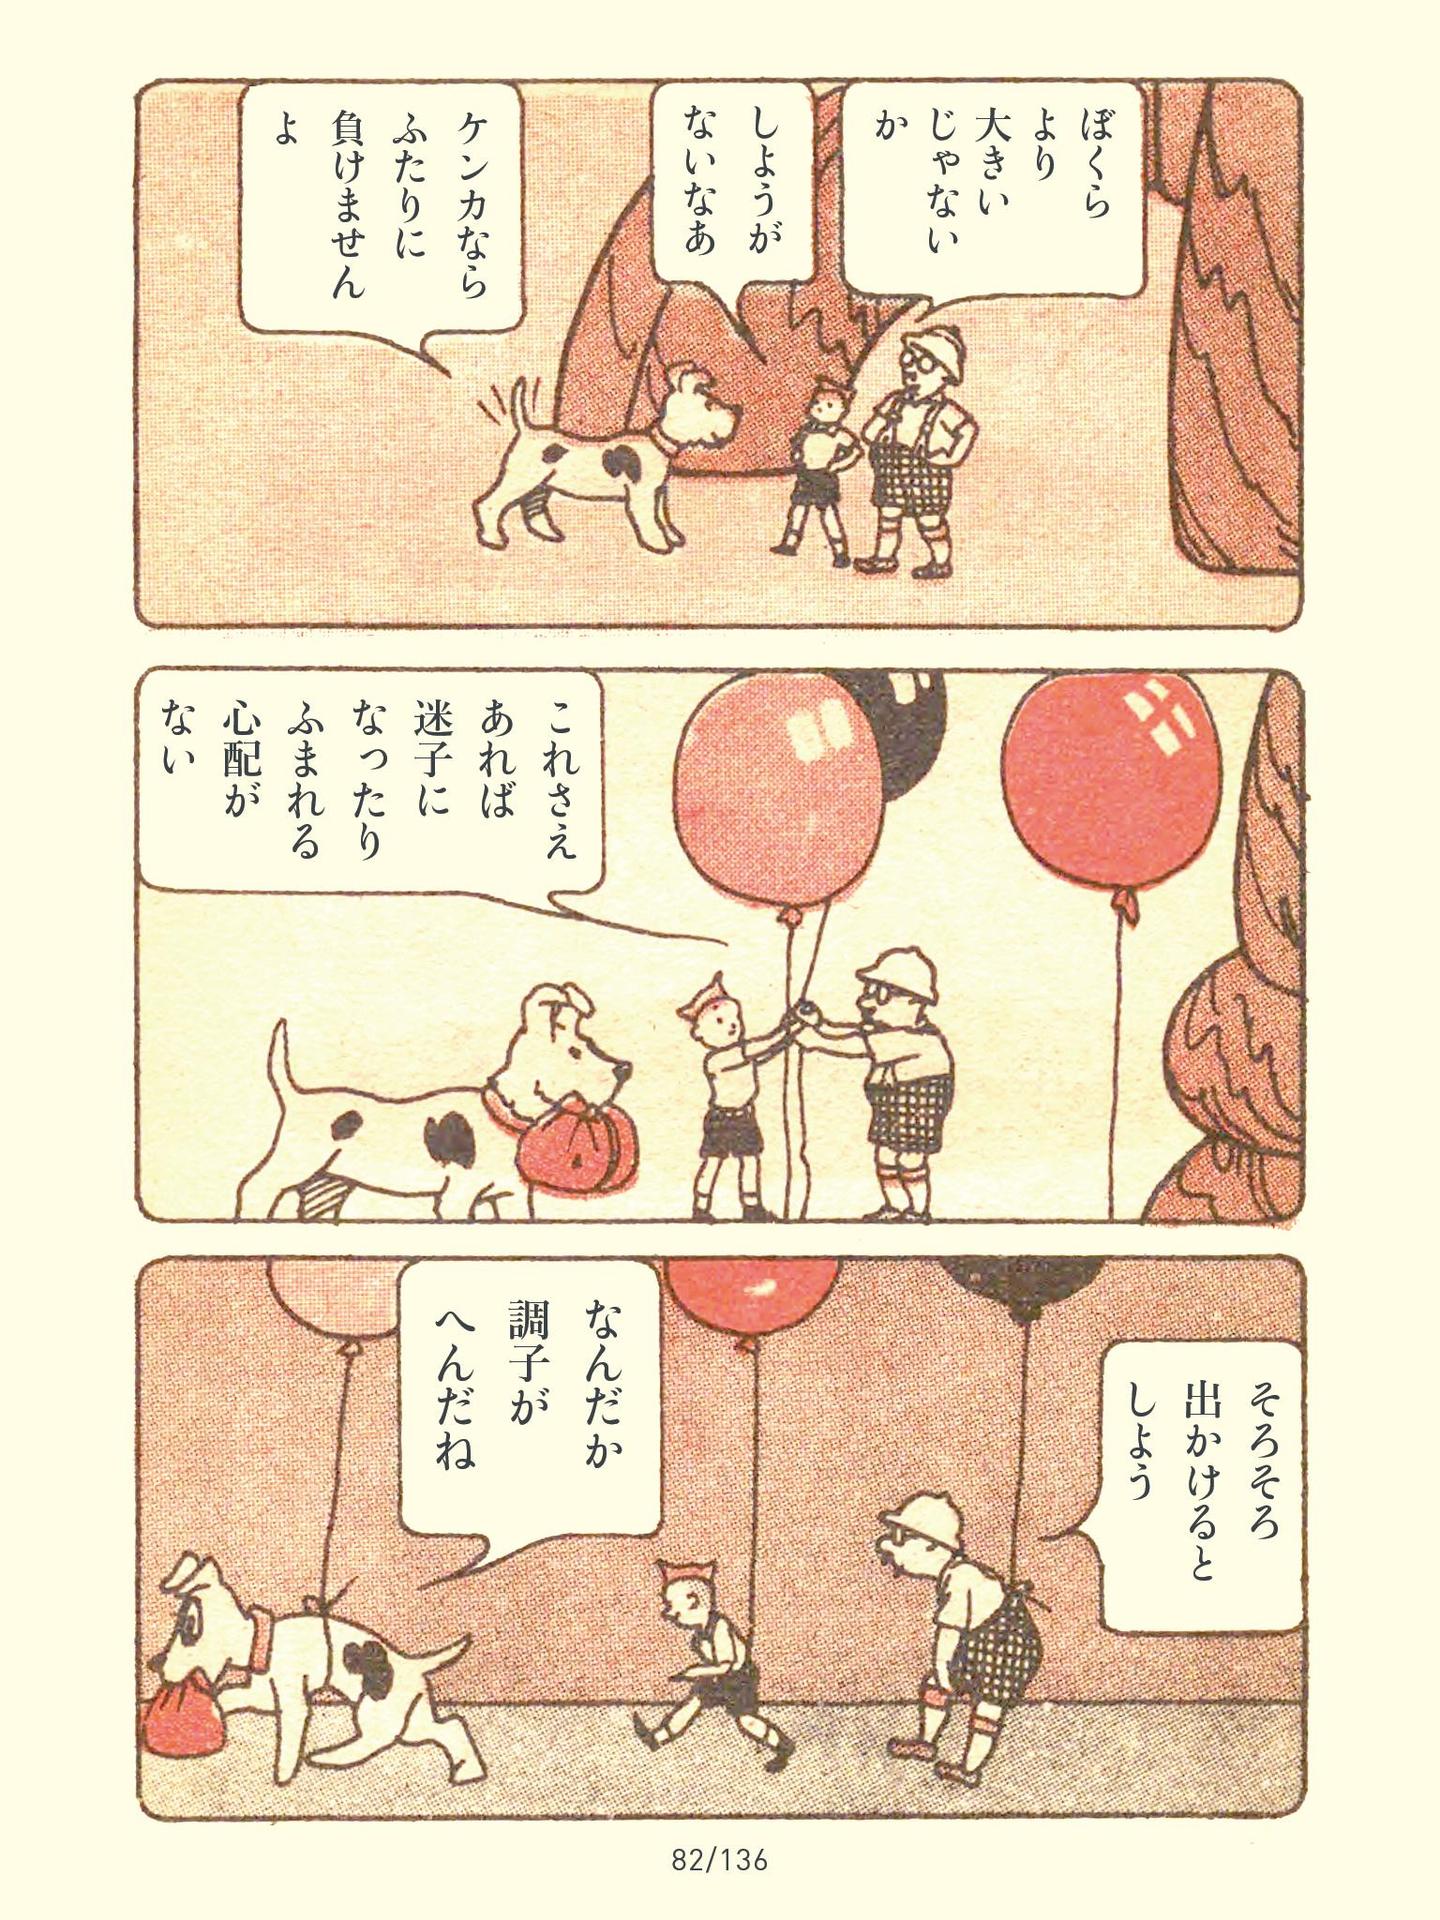 ぼくら
より
大きい
じゃない
か
しようが
ないなあ
ケンカなら
ふたりに
負けません
よ
これさえ
あれば
迷子に
なったり
ふまれる
心配が
ない
そろそろ
出かけると
しよう
なんだか
調子が
へんだね
82/136